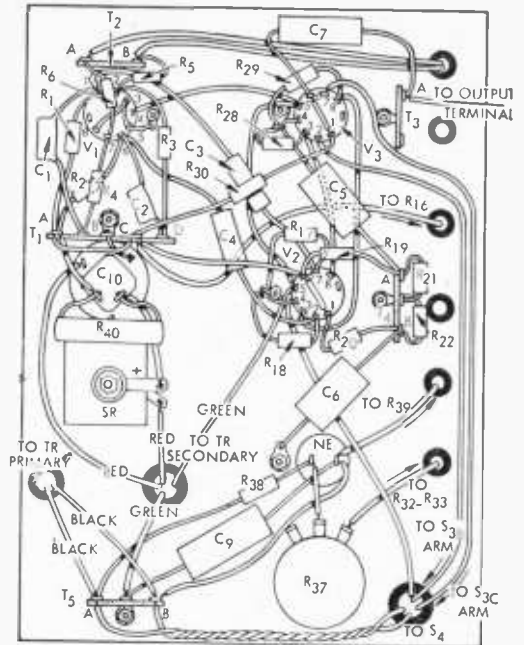 T2
C7
A
B
R29
R5
R6
A
TO OUTPUT
TERMINAL
T3
R1
R28
V1
R3
V3
C3
R30
C1
R2
4
C2
C5
TO R16
A
C
T1
C4
R17
R19
V2
A
C10
21
R40
R2
R22
R18
+
C6
SR
GREEN
TO R39
RED
TO TR
SECONDARY
TO TR
PRIMARY
RED
NE
GREEN
R38
TO
R32-R33
BLACK
TO S3
ARM
BLACK
C9
R37
TO S3C
ARM
T5
A
B
TO S4